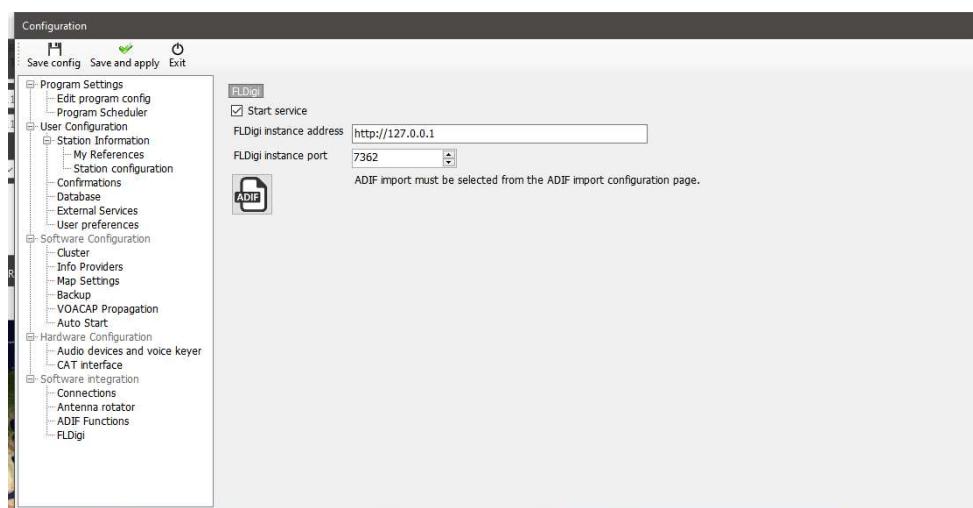 Configuration
Save config Save and apply Exit
Program Settings
Edit program config
Program Scheduler
User Configuration
Station Information
My References
Station configuration
Confirmations
Database
External Services
User preferences
Software Configuration
Cluster
Info Providers
Map Settings
Backup
VOACAP Propagation
Auto Start
Hardware Configuration
Audio devices and voice keyer
CAT interface
Software integration
Connections
Antenna rotator
ADIF Functions
FLDigi
FLDigi
Start service
FLDigi instance address http://127.0.0.1
FLDigi instance port 7362
ADIF
ADIF import must be selected from the ADIF import configuration page.